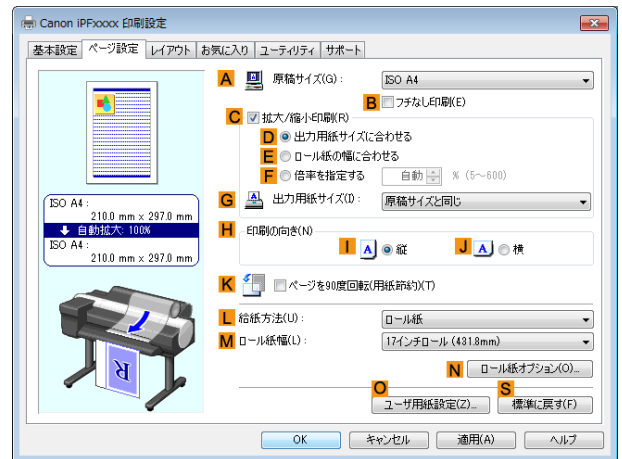 Canon iPFxxxx 印刷設定
基本設定 ページ設定 レイアウト お気に入り ユーティリティ サポート
A 原稿サイズ(G): ISO A4
B フチなし印刷(E)
C 拡大/縮小印刷(R)
D 出力用紙サイズに合わせる
E ロール紙の幅に合わせる
F 倍率を指定する 自動 % (5～600)
G 出力用紙サイズ(I): 原稿サイズと同じ
ISO A4 :
210.0 mm x 297.0 mm
自動拡大: 100%
ISO A4 :
210.0 mm x 297.0 mm
H 印刷の向き(N)
I A 縦 J A 横
K ページを90度回転(用紙節約)(T)
L 給紙方法(U): ロール紙
M ロール紙幅(L): 17インチロール (431.8mm)
R
N ロール紙オプション(O)...
O S
ユーザ用紙設定(Z)... 標準に戻す(F)
OK キャンセル 適用(A) ヘルプ